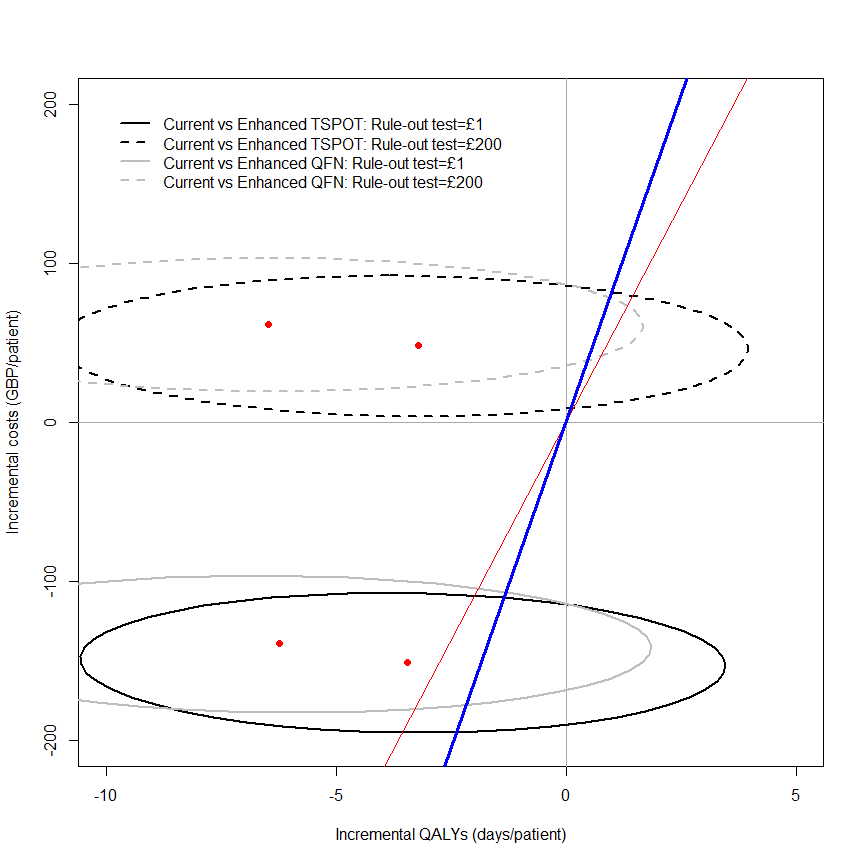 Current vs Enhanced TSPOT: Rule-out test=£1
Current vs Enhanced TSPOT: Rule-out test=£200
Current vs Enhanced QFN: Rule-out test=£1
Current vs Enhanced QFN: Rule-out test=£200
200
100
0
-100
-200
Incremental costs (GBP/patient)
-10
-5
0
5
Incremental QALYs (days/patient)